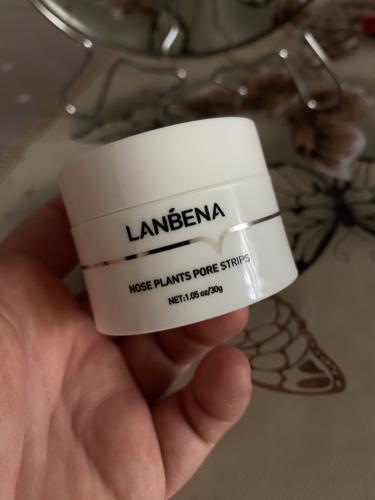 LANBENA
NOSE PLANTS PORE STRIPS
NET:1.05 oz/30g